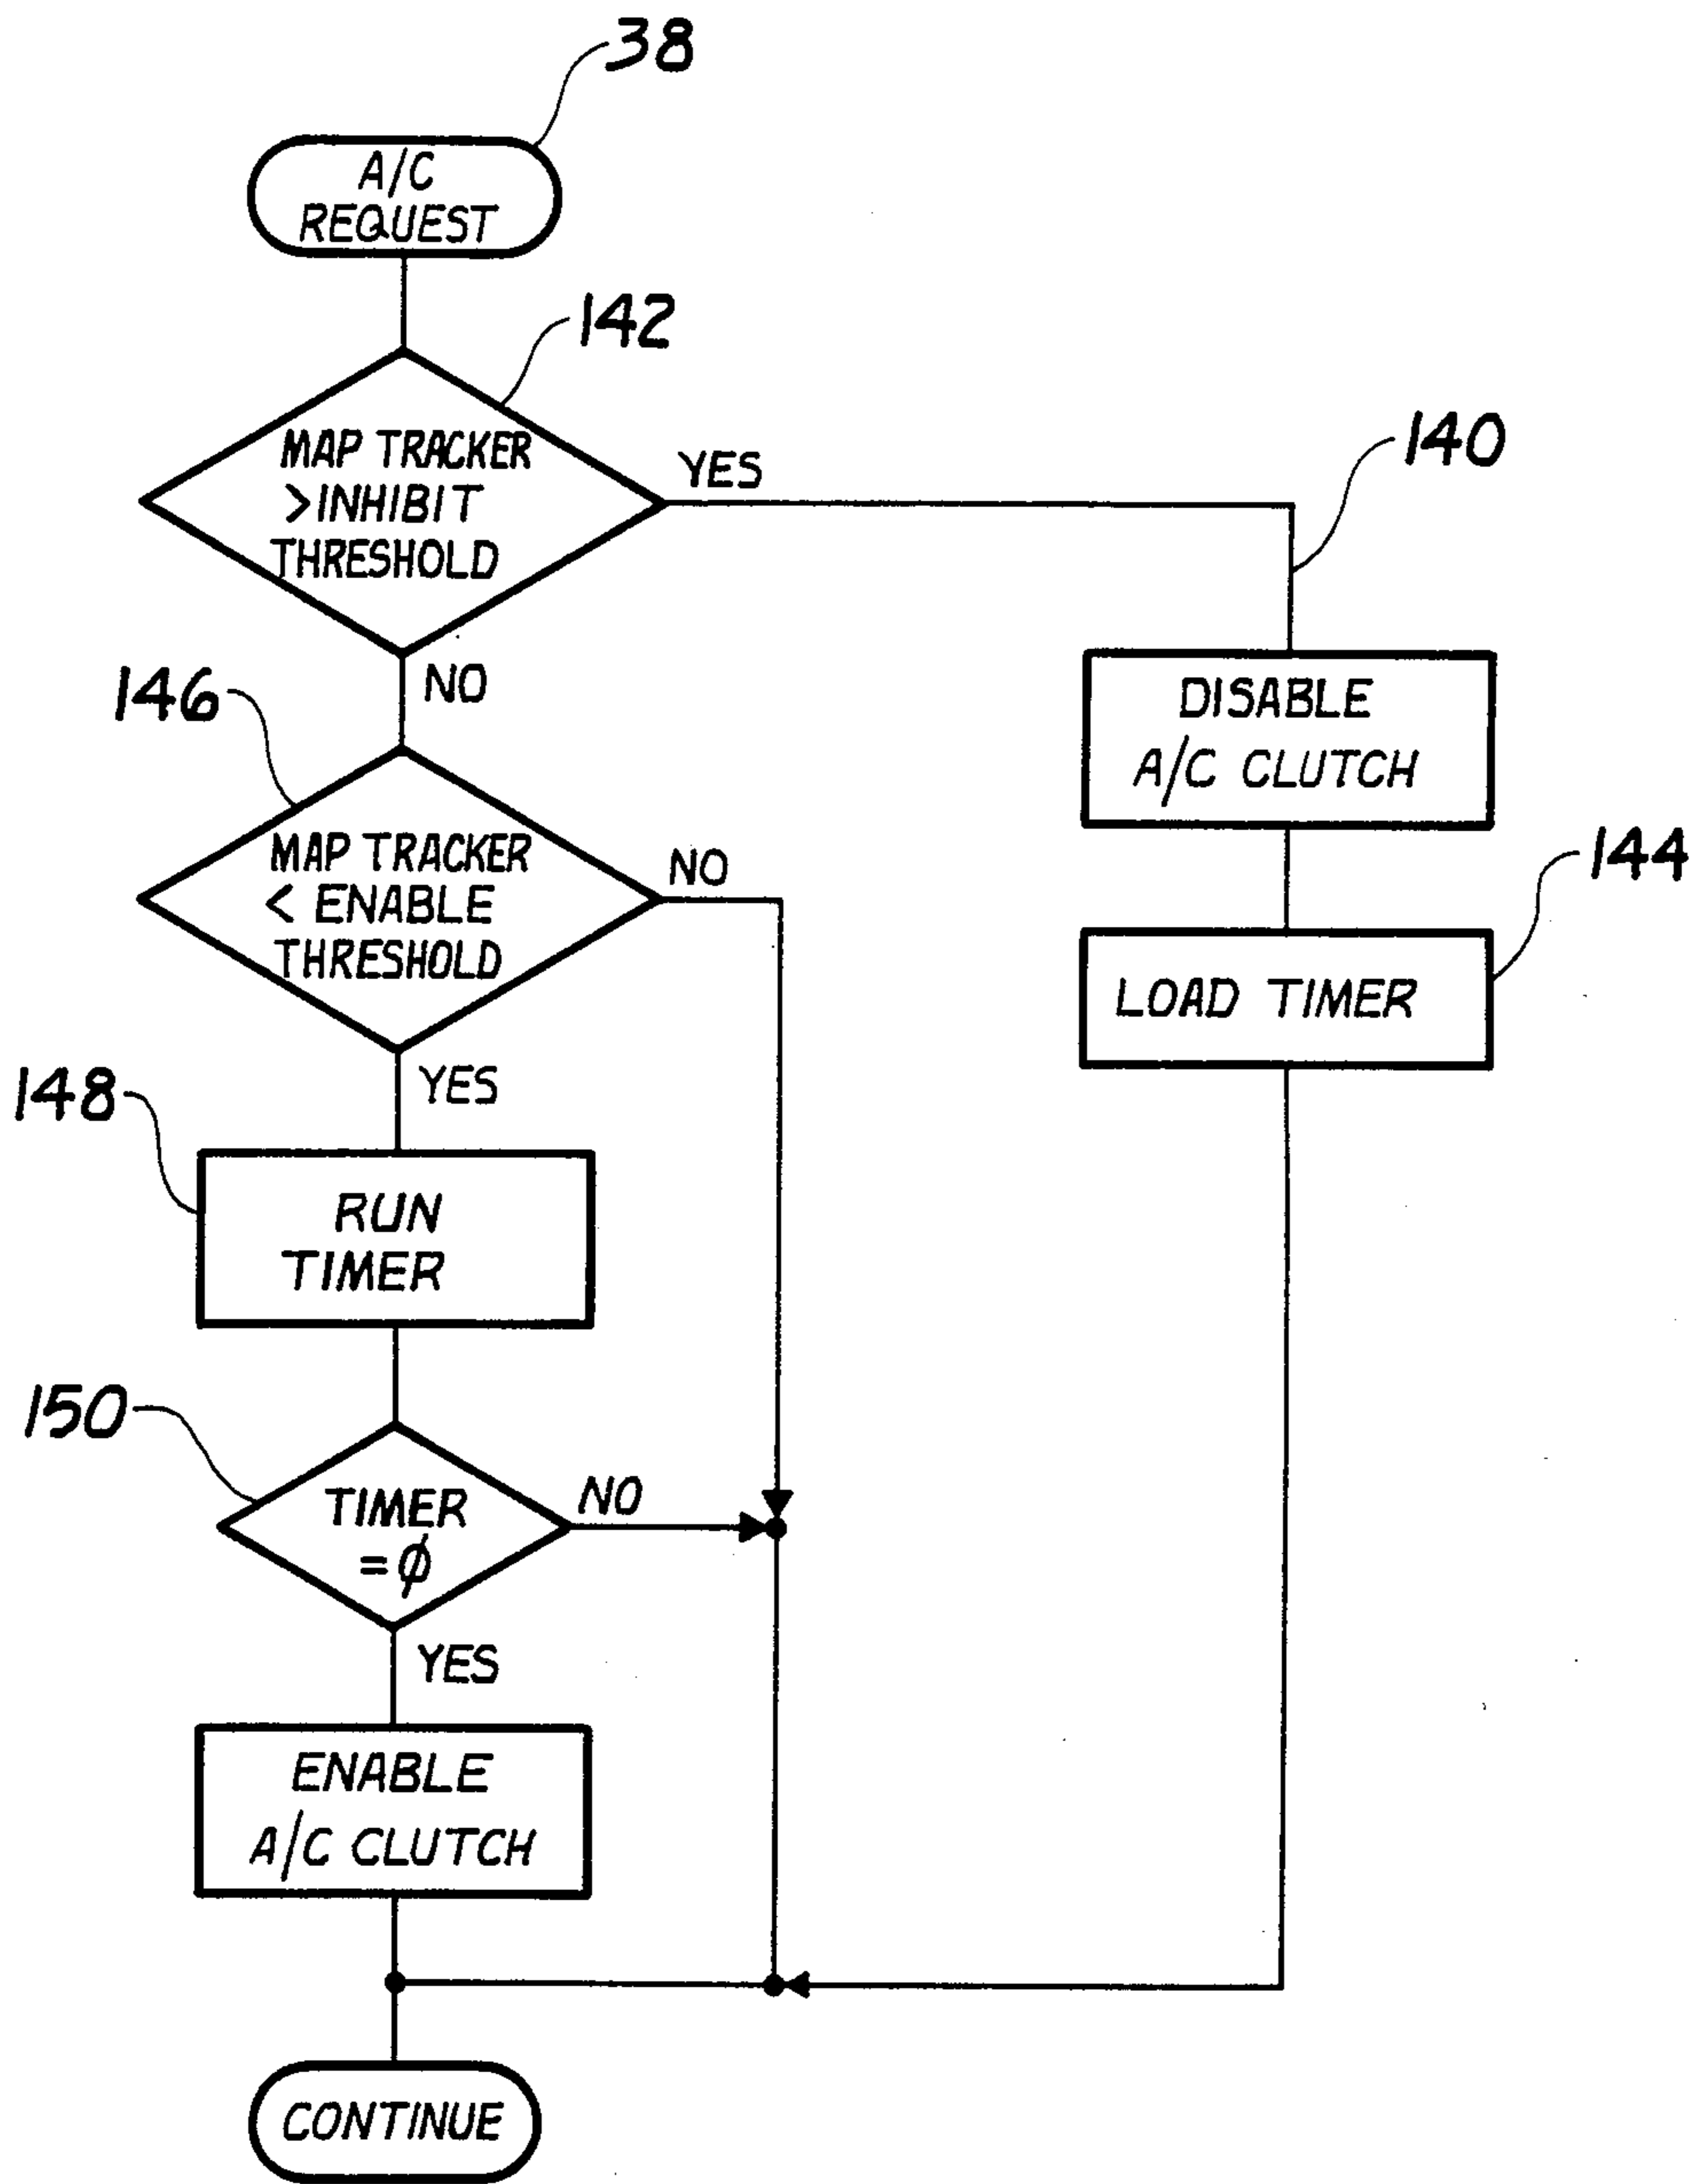 38
A/C
REQUEST
142
MAP TRACKER
>INHIBIT
THRESHOLD
YES
140
NO
146
DISABLE
A/C CLUTCH
MAP TRACKER
< ENABLE
THRESHOLD
NO
144
LOAD TIMER
YES
148
RUN
TIMER
150
TIMER
=φ
NO
YES
ENABLE
A/C CLUTCH
CONTINUE